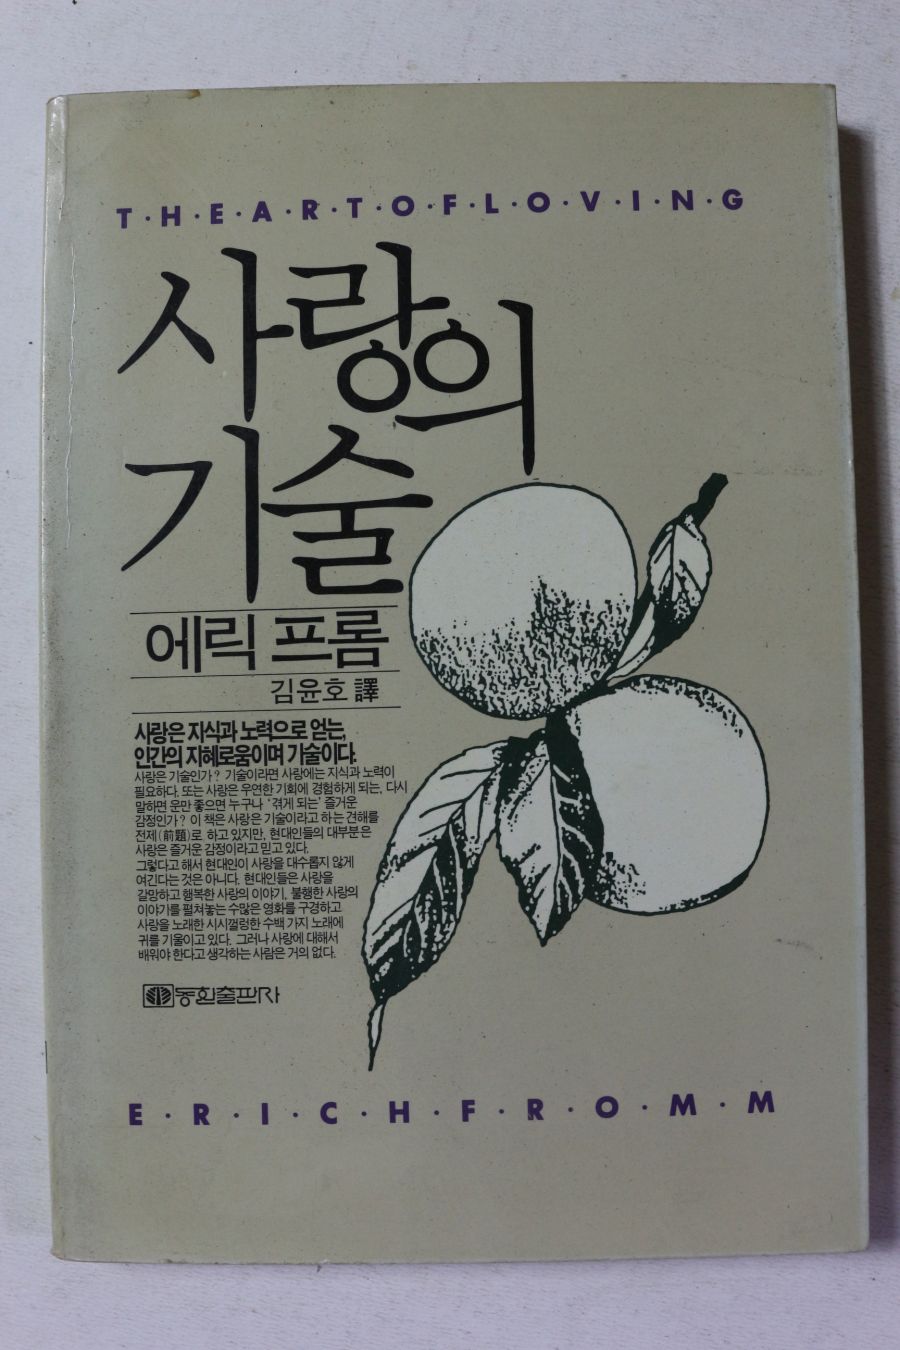 T·H·E·A·R·T·O·F·L·O·V·I·N·G
사랑의
기술
에릭 프롬
김윤호 譯
사랑은 지식과 노력으로 얻는,
인간의 지혜로움이며 기술이다.
사랑은 기술인가? 기술이라면 사랑에는 지식과 노력이
필요하다. 또는 사랑은 우연한 기회에 경험하게 되는, 다시
말하면 운만 좋으면 누구나 ‘겪게 되는’ 즐거운
감정인가? 이 책은 사랑은 기술이라고 하는 견해를
전제(前題)로 하고 있지만, 현대인들의 대부분은
사랑은 즐거운 감정이라고 믿고 있다.
그렇다고 해서 현대인이 사랑을 대수롭지 않게
여긴다는 것은 아니다. 현대인들은 사랑을
갈망하고 행복한 사랑의 이야기, 불행한 사랑의
이야기를 펼쳐놓는 수많은 영화를 구경하고
사랑을 노래한 시시껄렁한 수백 가지 노래에
귀를 기울이고 있다. 그러나 사랑에 대해서
배워야 한다고 생각하는 사람은 거의 없다.
동희출판사
E·R·I·C·H·F·R·O·M·M